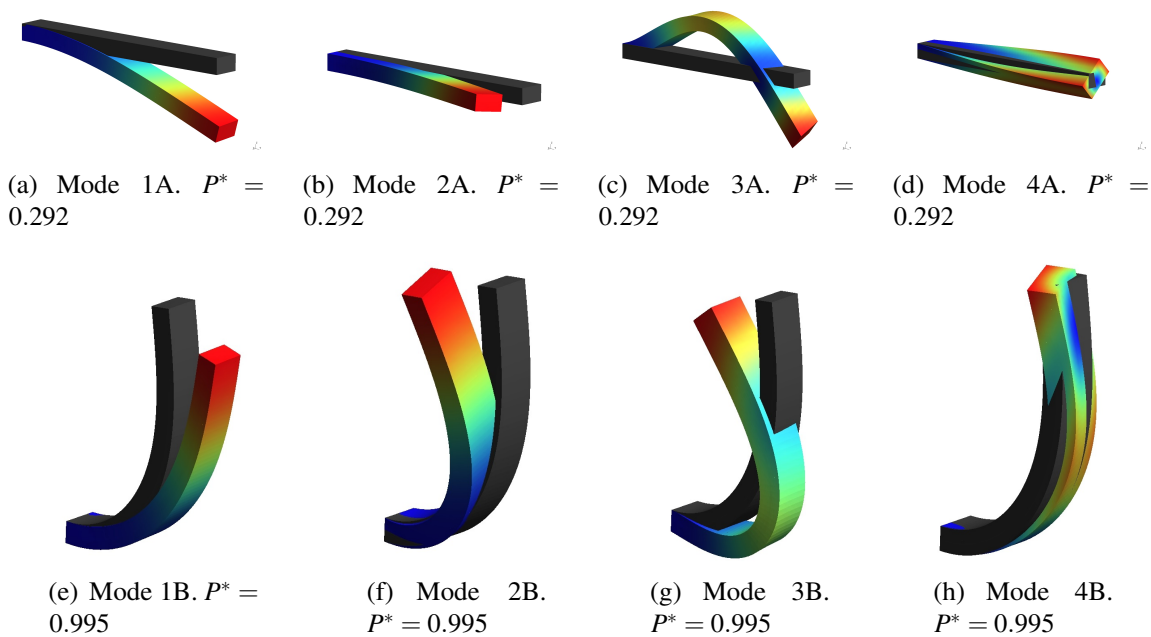 (a) Mode 1A. P* =
0.292
(b) Mode 2A. P* =
0.292
(c) Mode 3A. P* =
0.292
(d) Mode 4A. P* =
0.292
(e) Mode 1B. P* =
0.995
(f) Mode 2B.
P* = 0.995
(g) Mode 3B.
P* = 0.995
(h) Mode 4B.
P* = 0.995